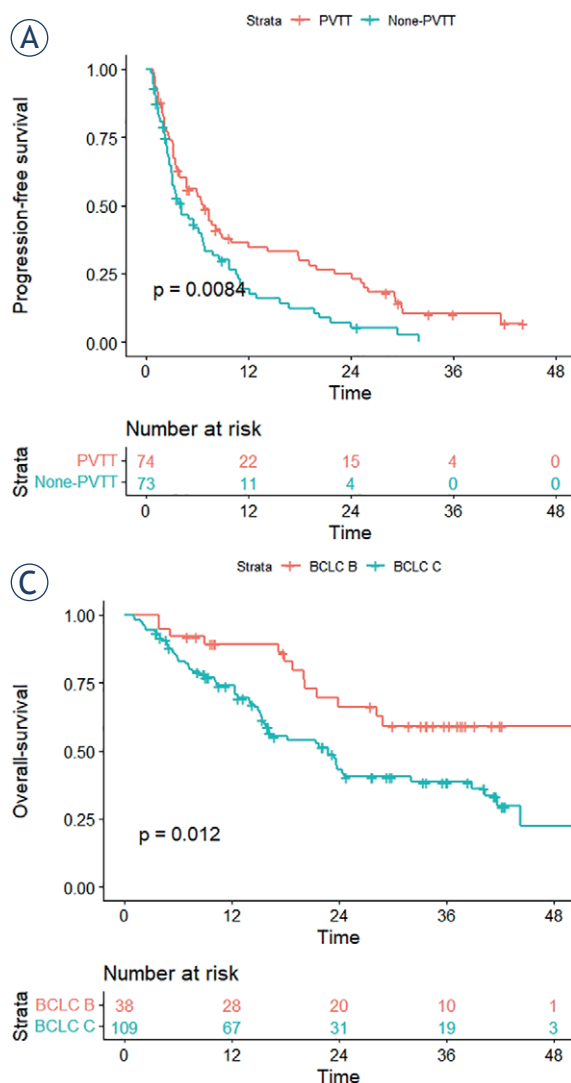 A
Strata PVTT None-PVTT
1.00
0.75
0.50
0.25
0.00
Progression-free survival
p = 0.0084
0 12 24 36 48
Time
Number at risk
Strata
PVTT 74 22 15 4 0
None-PVTT 73 11 4 0 0
0 12 24 36 48
Time
C
Strata BCLC B BCLC C
1.00
0.75
0.50
0.25
0.00
Overall-survival
p = 0.012
0 12 24 36 48
Time
Number at risk
Strata
BCLC B 38 28 20 10 1
BCLC C 109 67 31 19 3
0 12 24 36 48
Time